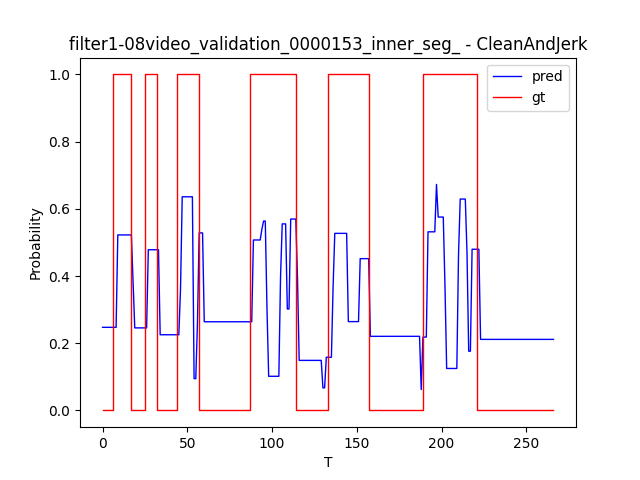 filter1-08video_validation_0000153_inner_seg_ - CleanAndJerk
pred
gt
1.0
0.8
0.6
0.4
0.2
0.0
Probability
0 50 100 150 200 250
T